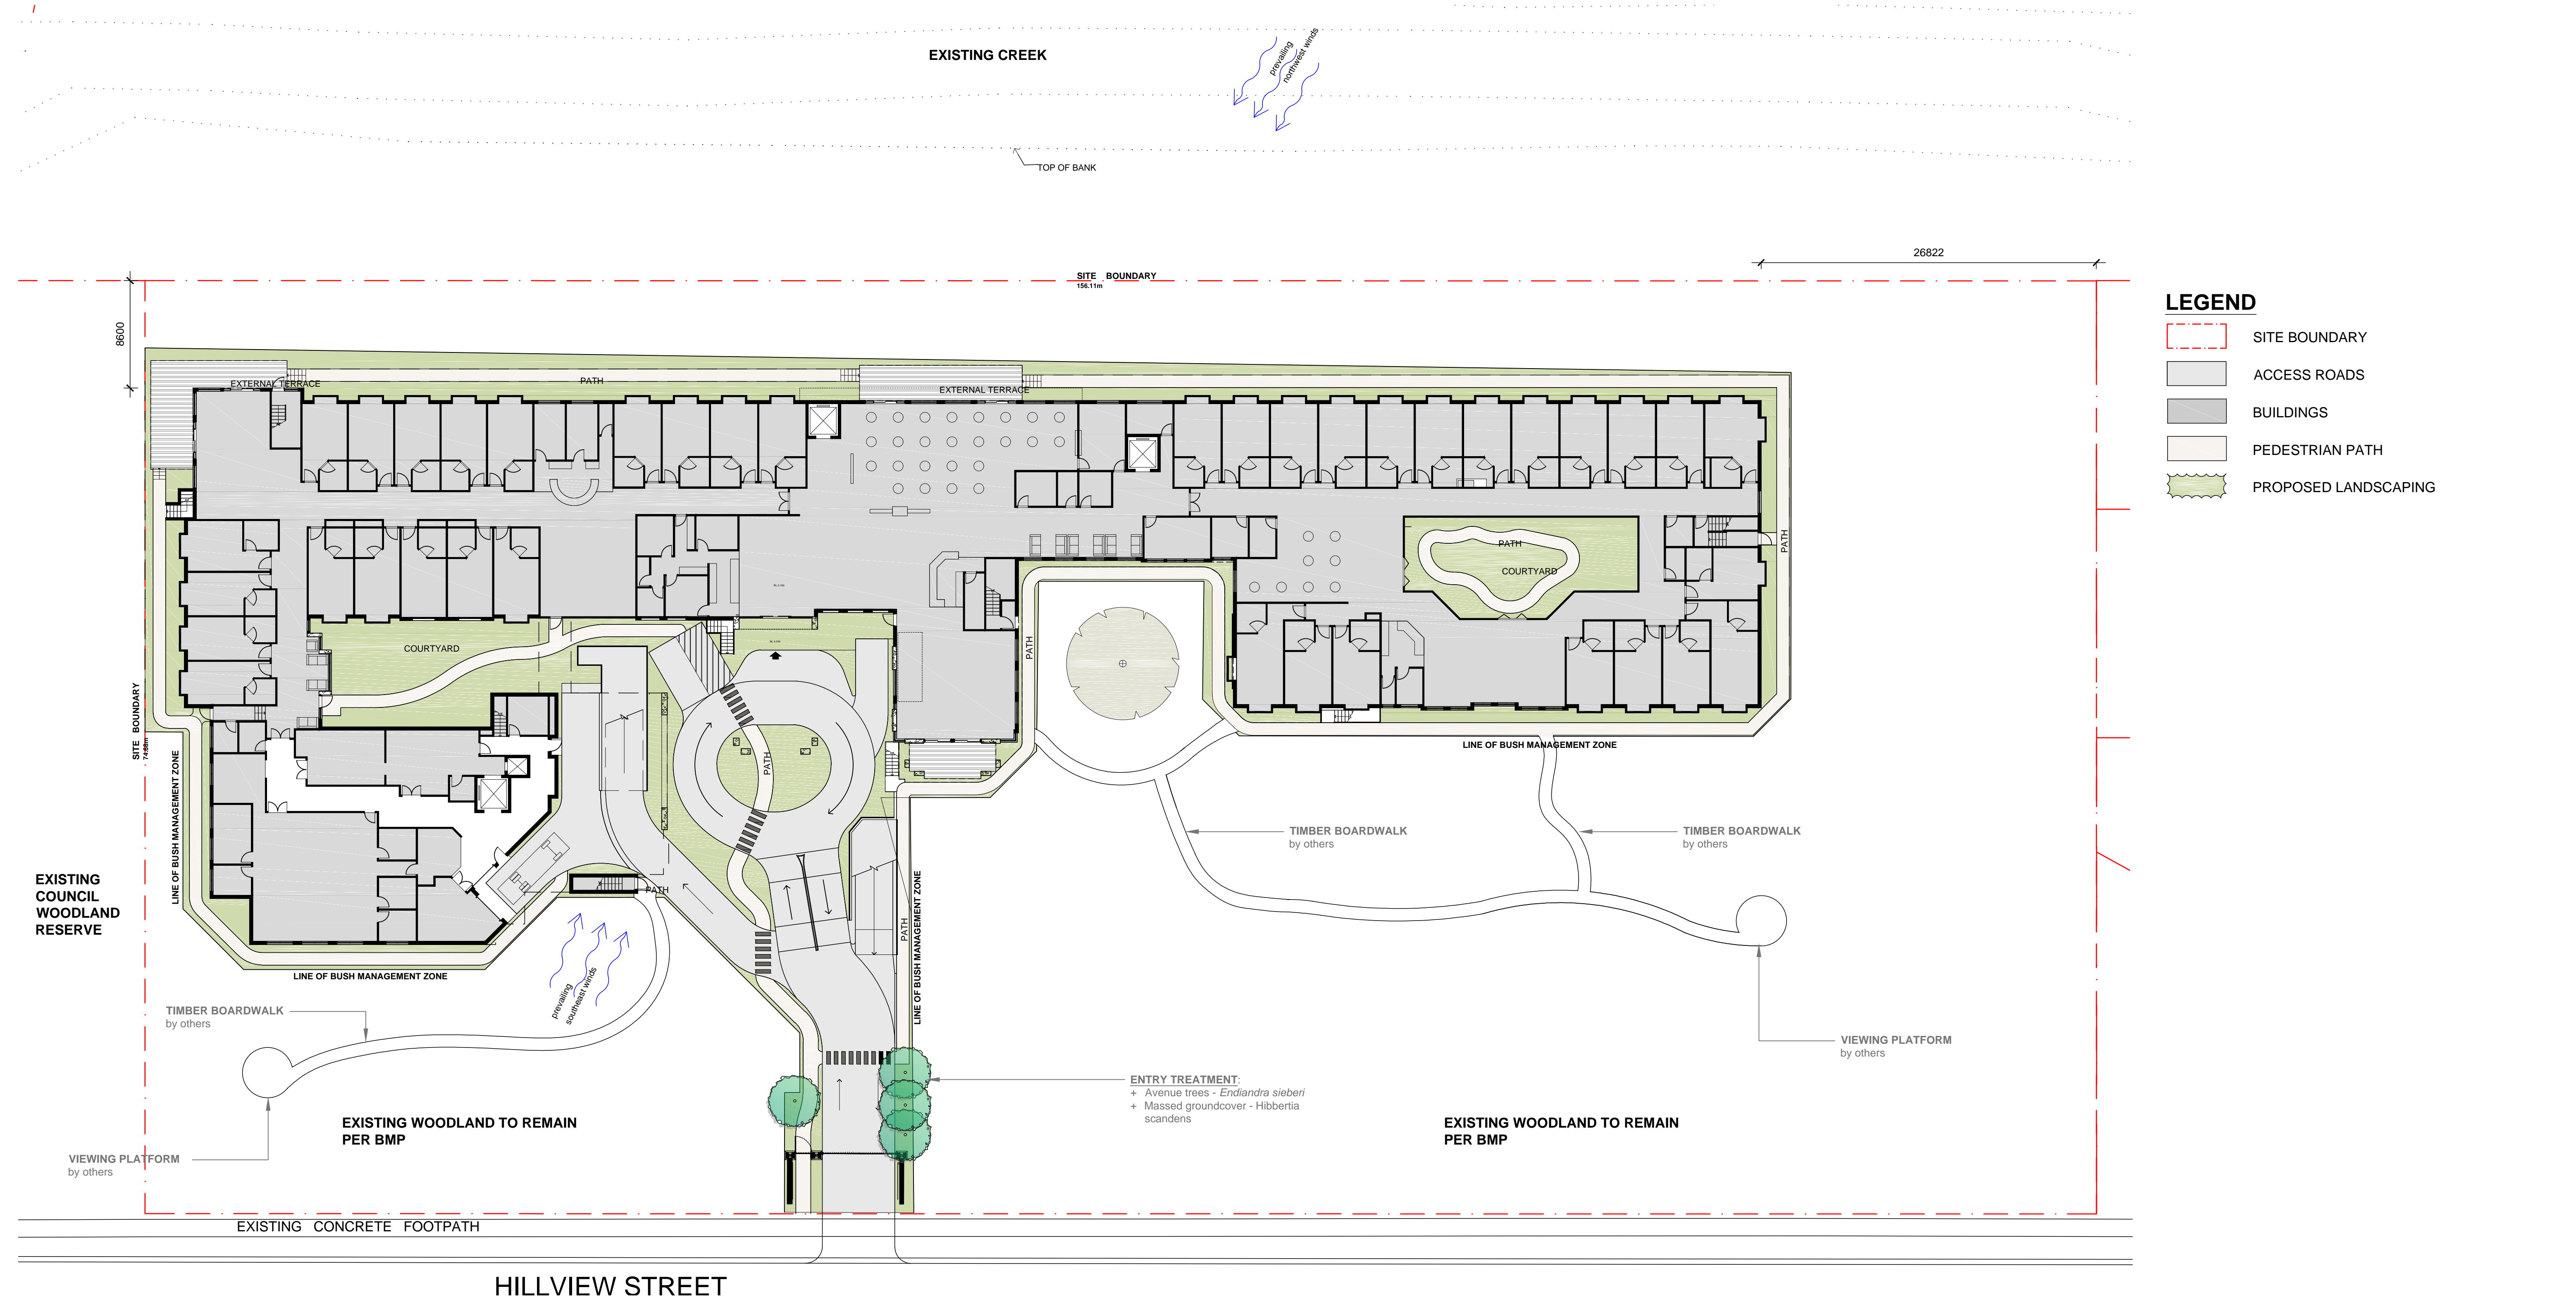 prevailing
northwest winds
EXISTING CREEK
TOP OF BANK
26822
SITE BOUNDARY
156.11m
8600
LEGEND
SITE BOUNDARY
ACCESS ROADS
BUILDINGS
PEDESTRIAN PATH
PROPOSED LANDSCAPING
EXTERNAL TERRACE
PATH
EXTERNAL TERRACE
PATH
COURTYARD
PATH
COURTYARD
PATH
SITE BOUNDARY
74.68m
LINE OF BUSH MANAGEMENT ZONE
PATH
LINE OF BUSH MANAGEMENT ZONE
TIMBER BOARDWALK
by others
TIMBER BOARDWALK
by others
EXISTING
COUNCIL
WOODLAND
RESERVE
PATH
PATH
LINE OF BUSH MANAGEMENT ZONE
LINE OF BUSH MANAGEMENT ZONE
prevailing
southeast winds
TIMBER BOARDWALK
by others
VIEWING PLATFORM
by others
ENTRY TREATMENT:
+ Avenue trees - Endiandra sieberi
+ Massed groundcover - Hibbertia
scandens
EXISTING WOODLAND TO REMAIN
PER BMP
EXISTING WOODLAND TO REMAIN
PER BMP
VIEWING PLATFORM
by others
EXISTING CONCRETE FOOTPATH
HILLVIEW STREET